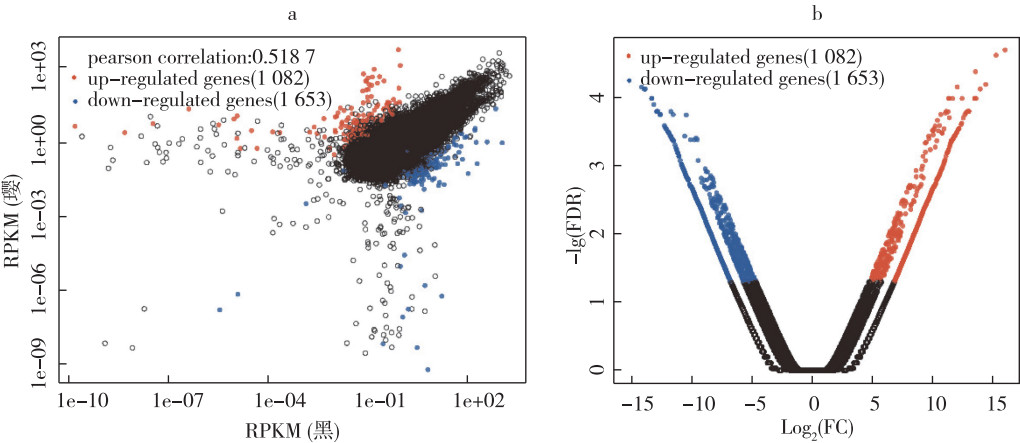 a
pearson correlation:0.518 7
up-regulated genes(1 082)
down-regulated genes(1 653)
1e+03
1e+00
1e-03
1e-06
1e-09
RPKM (璎)
1e-10
1e-07
1e-04
1e-01
1e+02
RPKM (黑)
b
up-regulated genes(1 082)
down-regulated genes(1 653)
4
3
2
1
0
-lg(FDR)
-15
-10
-5
0
5
10
15
Log2(FC)